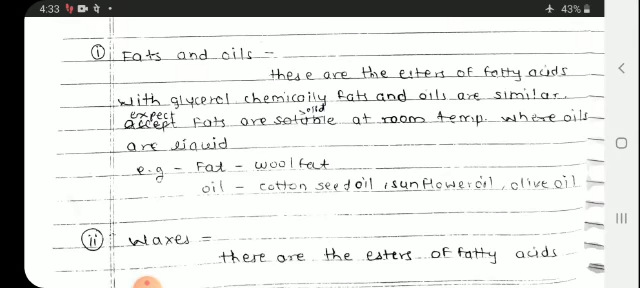 4:33 43%
i Fats and oils -
these are the esters of fatty acids
with glycerol chemically fats and oils are similar.
expect solid
accept Fats are soluble at room temp. where oils
are liquid
e.g - Fat - wool fat
oil - cotton seed oil, sunflower oil, olive oil
ii Waxes =
these are the esters of fatty acids